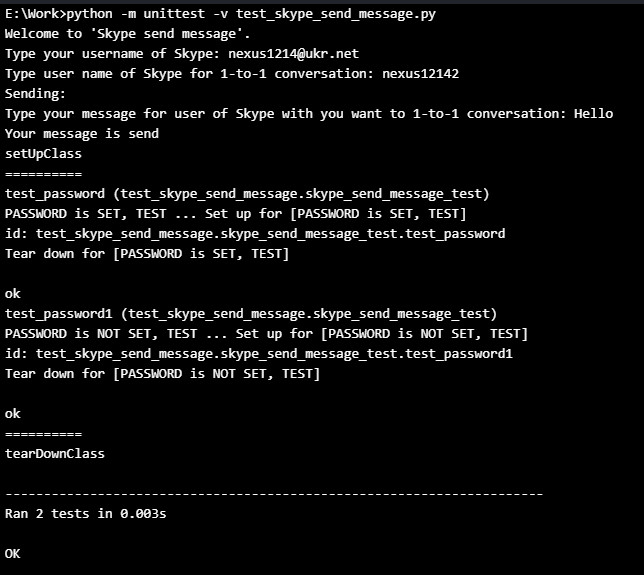 E:\Work>python -m unittest -v test_skype_send_message.py
Welcome to 'Skype send message'.
Type your username of Skype: nexus1214@ukr.net
Type user name of Skype for 1-to-1 conversation: nexus12142
Sending:
Type your message for user of Skype with you want to 1-to-1 conversation: Hello
Your message is send
setUpClass
==========
test_password (test_skype_send_message.skype_send_message_test)
PASSWORD is SET, TEST ... Set up for [PASSWORD is SET, TEST]
id: test_skype_send_message.skype_send_message_test.test_password
Tear down for [PASSWORD is SET, TEST]
ok
test_password1 (test_skype_send_message.skype_send_message_test)
PASSWORD is NOT SET, TEST ... Set up for [PASSWORD is NOT SET, TEST]
id: test_skype_send_message.skype_send_message_test.test_password1
Tear down for [PASSWORD is NOT SET, TEST]
ok
==========
tearDownClass
----------------------------------------------------------------------
Ran 2 tests in 0.003s
OK